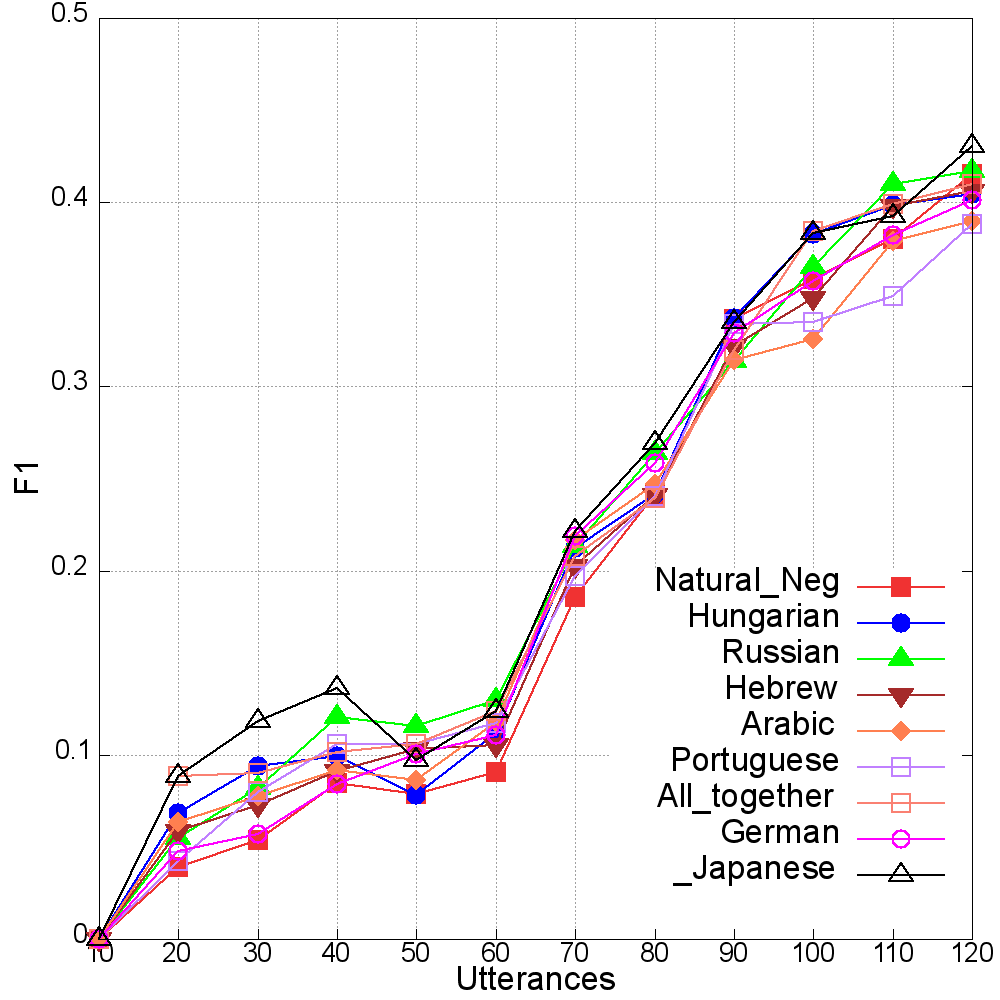 0.5
0.4
0.3
0.2
0.1
0
F1
10 20 30 40 50 60 70 80 90 100 110 120
Utterances
Natural_Neg
Hungarian
Russian
Hebrew
Arabic
Portuguese
All_together
German
_Japanese